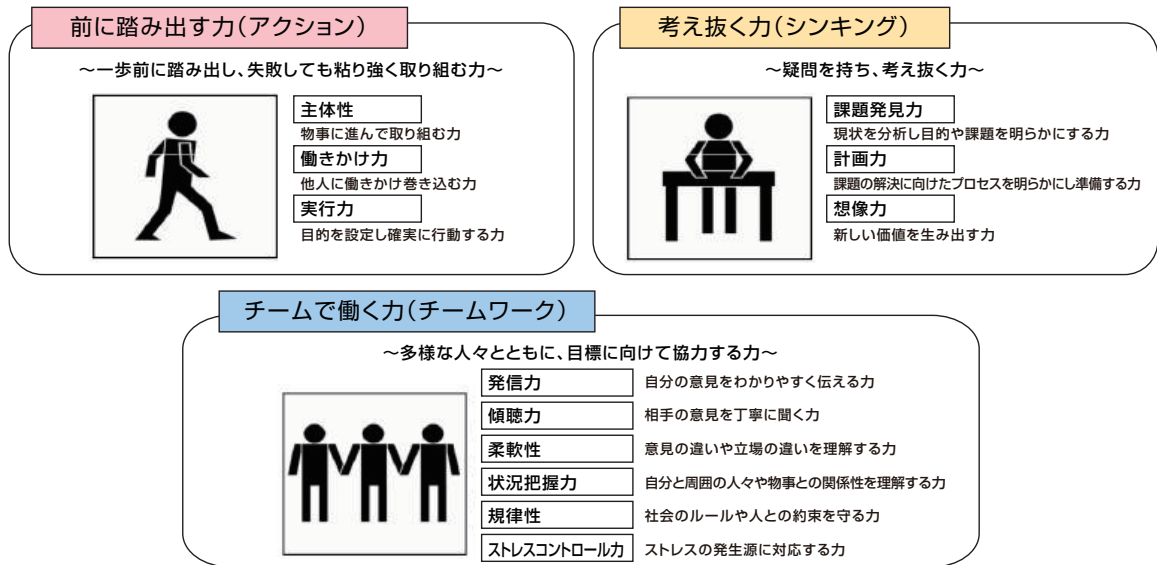 前に踏み出す力(アクション)
~一歩前に踏み出し、失敗しても粘り強く取り組む力~
主体性
物事に進んで取り組む力
働きかけ力
他人に働きかけ巻き込む力
実行力
目的を設定し確実に行動する力
考え抜く力(シンキング)
~疑問を持ち、考え抜く力~
課題発見力
現状を分析し目的や課題を明らかにする力
計画力
課題の解決に向けたプロセスを明らかにし準備する力
想像力
新しい価値を生み出す力
チームで働く力(チームワーク)
~多様な人々とともに、目標に向けて協力する力~
発信力 自分の意見をわかりやすく伝える力
傾聴力 相手の意見を丁寧に聞く力
柔軟性 意見の違いや立場の違いを理解する力
状況把握力 自分と周囲の人々や物事との関係性を理解する力
規律性 社会のルールや人との約束を守る力
ストレスコントロール力 ストレスの発生源に対応する力